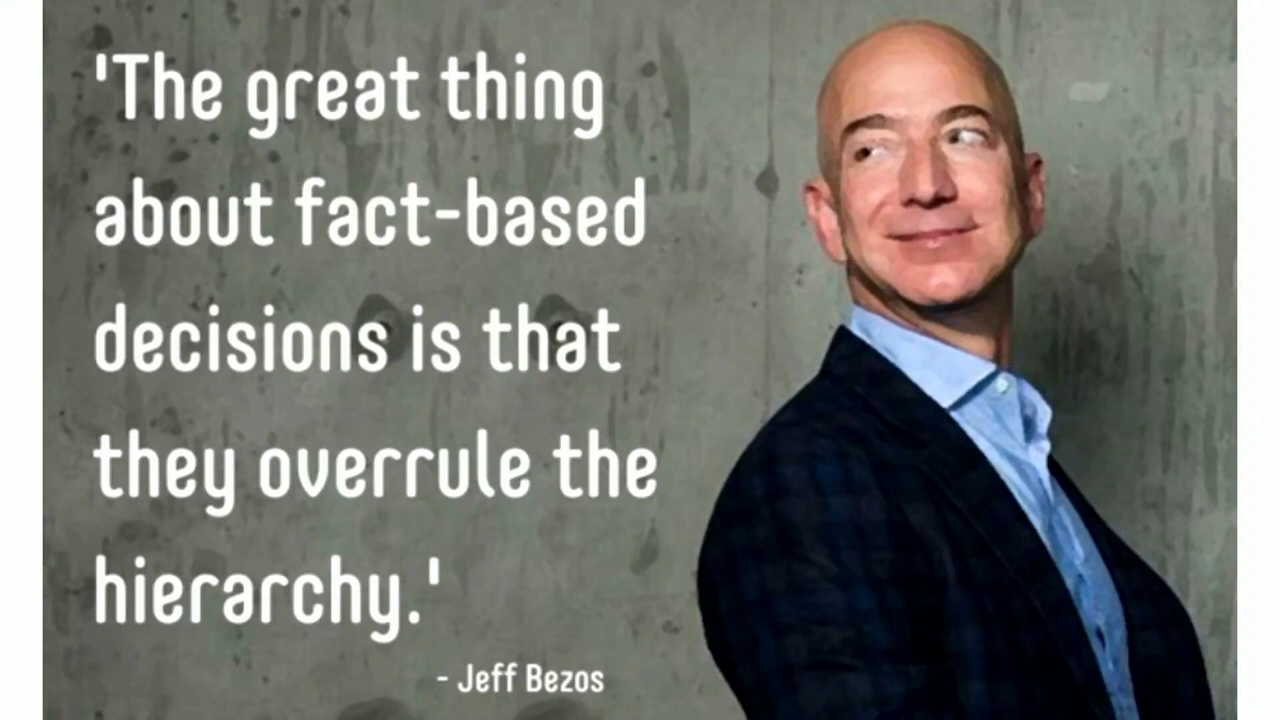 'The great thing
about fact-based
decisions is that
they overrule the
hierarchy.'
- Jeff Bezos